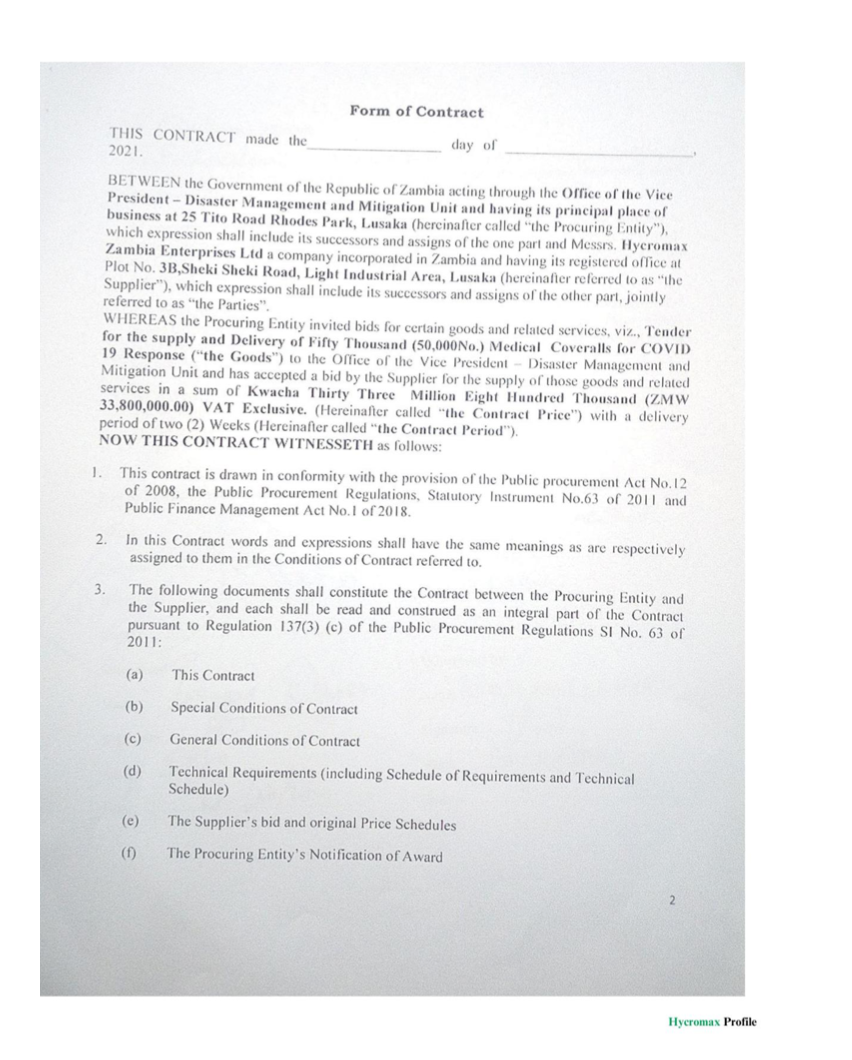 Form of Contract
THIS CONTRACT made the____________________ day of ____________________________,
2021.
BETWEEN the Government of the Republic of Zambia acting through the Office of the Vice
President – Disaster Management and Mitigation Unit and having its principal place of
business at 25 Tito Road Rhodes Park, Lusaka (hereinafter called "the Procuring Entity"),
which expression shall include its successors and assigns of the one part and Messrs. Hycromax
Zambia Enterprises Ltd a company incorporated in Zambia and having its registered office at
Plot No. 3B,Sheki Sheki Road, Light Industrial Area, Lusaka (hereinafter referred to as "the
Supplier"), which expression shall include its successors and assigns of the other part, jointly
referred to as "the Parties".
WHEREAS the Procuring Entity invited bids for certain goods and related services, viz., Tender
for the supply and Delivery of Fifty Thousand (50,000No.) Medical Coveralls for COVID
19 Response ("the Goods") to the Office of the Vice President – Disaster Management and
Mitigation Unit and has accepted a bid by the Supplier for the supply of those goods and related
services in a sum of Kwacha Thirty Three Million Eight Hundred Thousand (ZMW
33,800,000.00) VAT Exclusive. (Hereinafter called "the Contract Price") with a delivery
period of two (2) Weeks (Hereinafter called "the Contract Period").
NOW THIS CONTRACT WITNESSETH as follows:
1. This contract is drawn in conformity with the provision of the Public procurement Act No.12
of 2008, the Public Procurement Regulations, Statutory Instrument No.63 of 2011 and
Public Finance Management Act No.1 of 2018.
2. In this Contract words and expressions shall have the same meanings as are respectively
assigned to them in the Conditions of Contract referred to.
3. The following documents shall constitute the Contract between the Procuring Entity and
the Supplier, and each shall be read and construed as an integral part of the Contract
pursuant to Regulation 137(3) (c) of the Public Procurement Regulations SI No. 63 of
2011:
(a) This Contract
(b) Special Conditions of Contract
(c) General Conditions of Contract
(d) Technical Requirements (including Schedule of Requirements and Technical
Schedule)
(e) The Supplier's bid and original Price Schedules
(f) The Procuring Entity's Notification of Award
2
Hycromax Profile